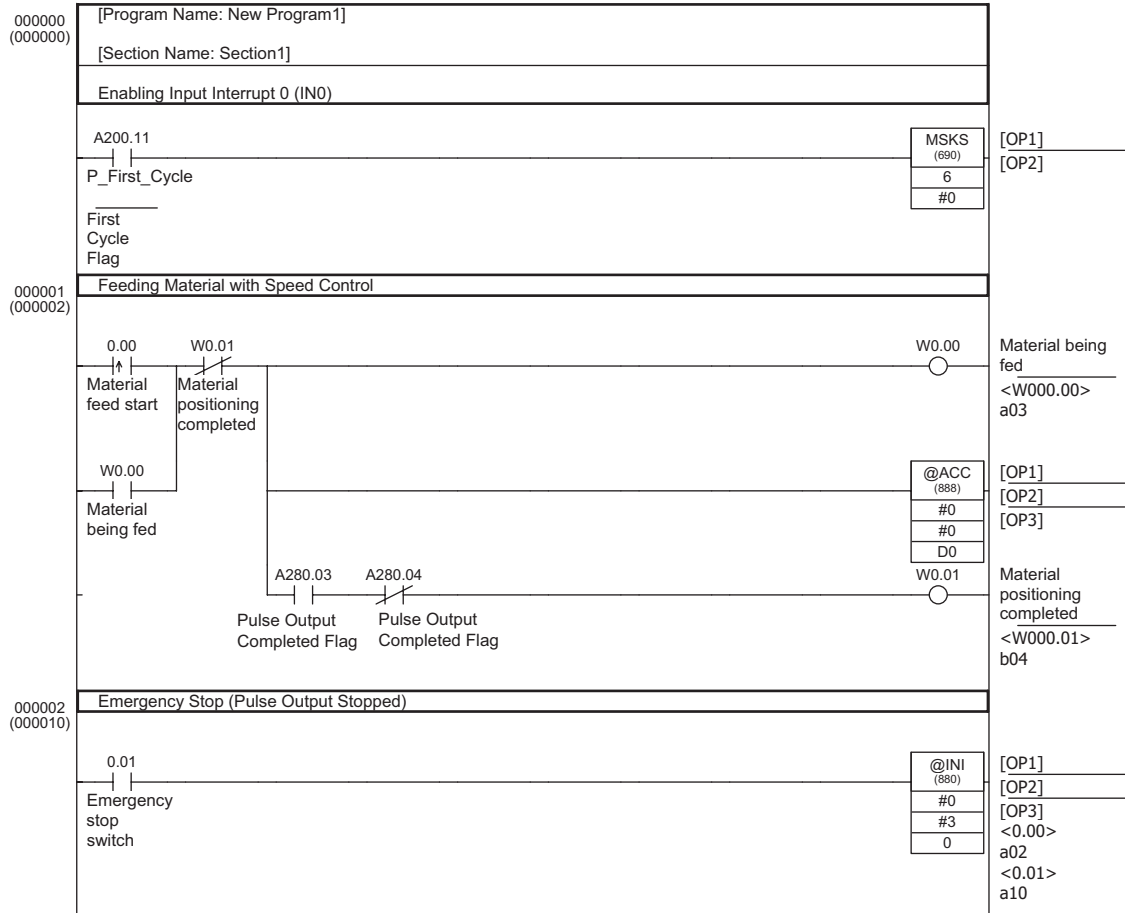 000000
(000000)
[Program Name: New Program1]
[Section Name: Section1]
Enabling Input Interrupt 0 (IN0)
A200.11
P_First_Cycle
First
Cycle
Flag
MSKS
(690)
6
#0
[OP1]
[OP2]
000001
(000002)
Feeding Material with Speed Control
0.00
Material
feed start
W0.01
Material
positioning
completed
W0.00
Material being
fed
<W000.00>
a03
W0.00
Material
being fed
@ACC
(888)
#0
#0
D0
[OP1]
[OP2]
[OP3]
A280.03
Pulse Output
Completed Flag
A280.04
Pulse Output
Completed Flag
W0.01
Material
positioning
completed
<W000.01>
b04
000002
(000010)
Emergency Stop (Pulse Output Stopped)
0.01
Emergency
stop
switch
@INI
(880)
#0
#3
0
[OP1]
[OP2]
[OP3]
<0.00>
a02
<0.01>
a10